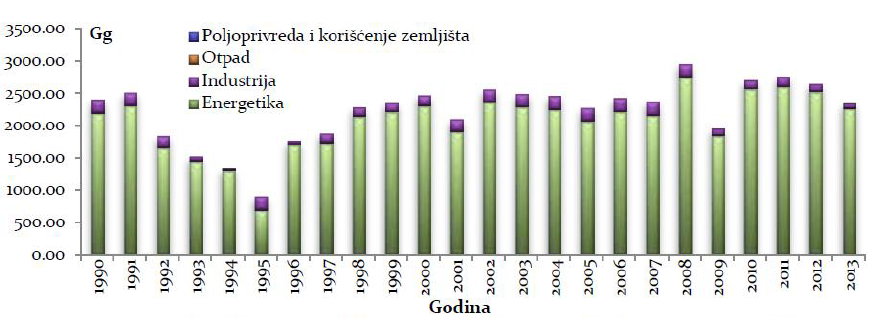 3500.00
3000.00
2500.00
2000.00
1500.00
1000.00
500.00
0.00
Gg
Poljoprivreda i korišćenje zemljišta
Otpad
Industrija
Energetika
1990 1991 1992 1993 1994 1995 1996 1997 1998 1999 2000 2001 2002 2003 2004 2005 2006 2007 2008 2009 2010 2011 2012 2013
Godina